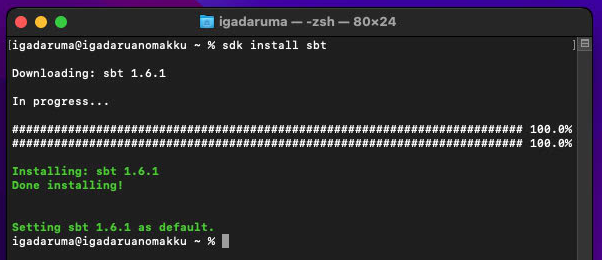 igadaruma — -zsh — 80×24
[igadaruma@igadaruanomakku ~ % sdk install sbt ]
Downloading: sbt 1.6.1
In progress...
######################################################################## 100.0%
######################################################################## 100.0%
Installing: sbt 1.6.1
Done installing!
Setting sbt 1.6.1 as default.
igadaruma@igadaruanomakku ~ %